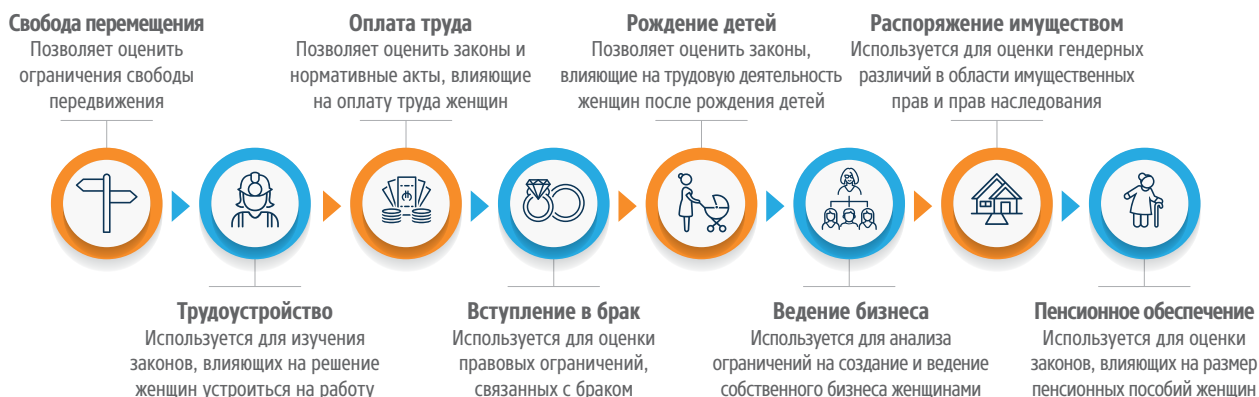 Свобода перемещения
Позволяет оценить
ограничения свободы
передвижения
Оплата труда
Позволяет оценить законы и
нормативные акты, влияющие
на оплату труда женщин
Рождение детей
Позволяет оценить законы,
влияющие на трудовую деятельность
женщин после рождения детей
Распоряжение имуществом
Используется для оценки гендерных
различий в области имущественных
прав и прав наследования
Трудоустройство
Используется для изучения
законов, влияющих на решение
женщин устроиться на работу
Вступление в брак
Используется для оценки
правовых ограничений,
связанных с браком
Ведение бизнеса
Используется для анализа
ограничений на создание и ведение
собственного бизнеса женщинами
Пенсионное обеспечение
Используется для оценки
законов, влияющих на размер
пенсионных пособий женщин